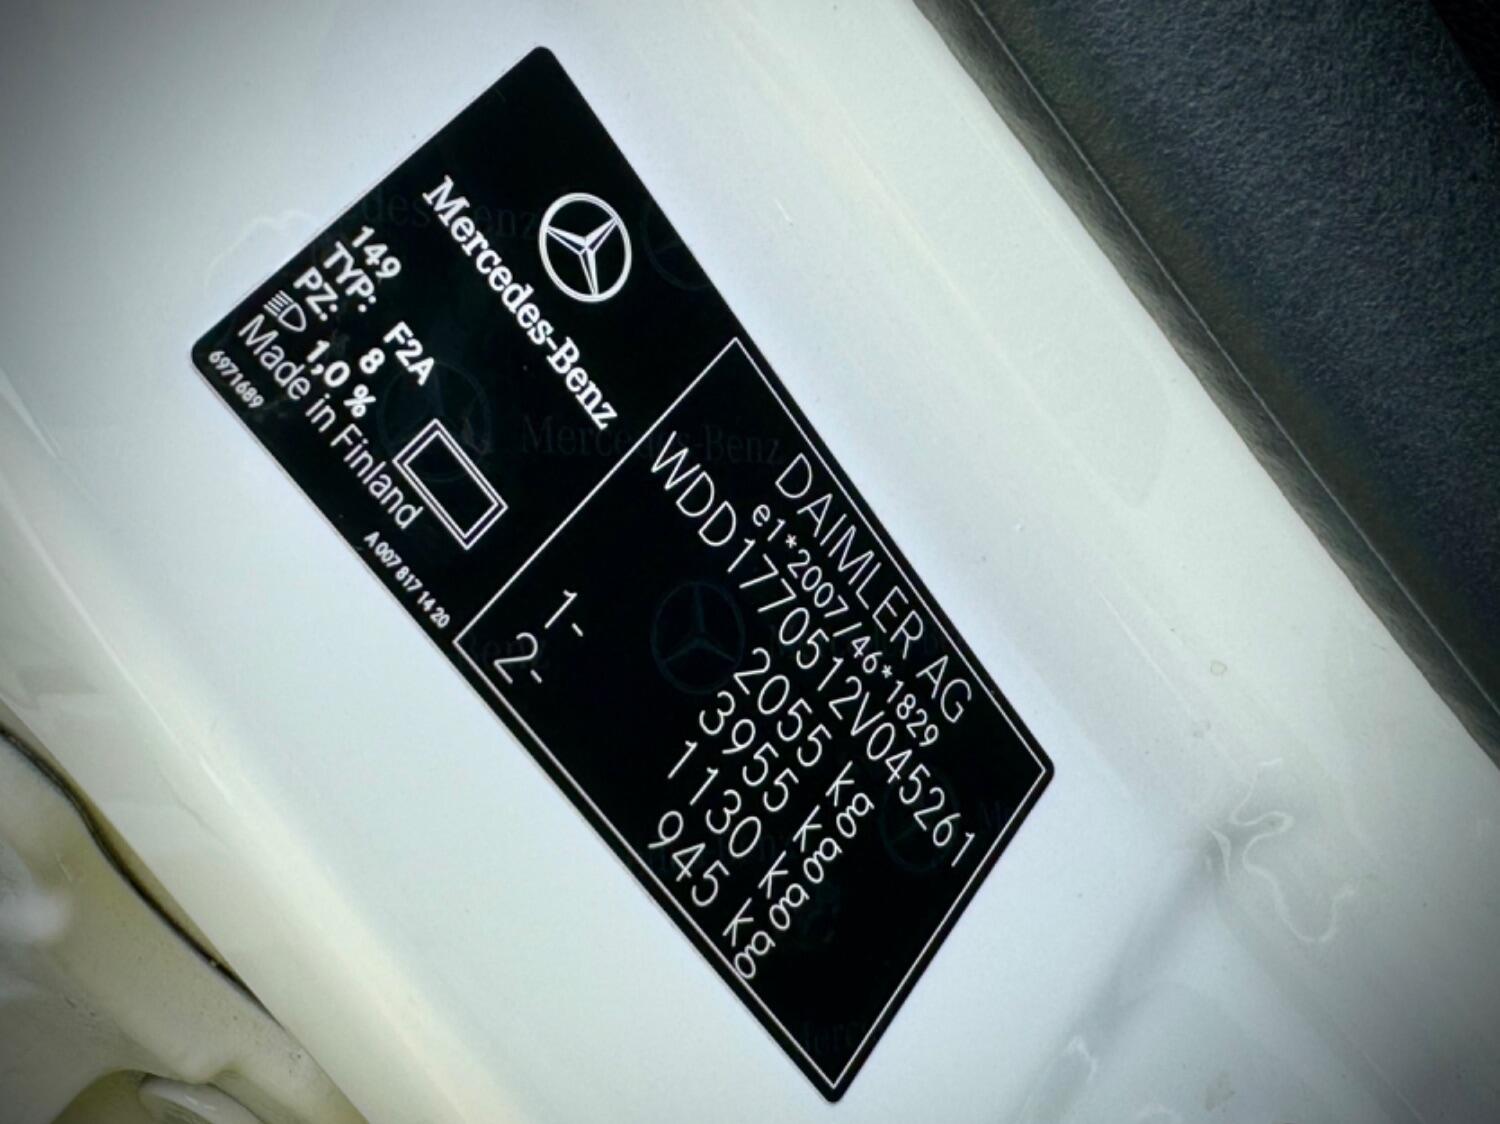 Mercedes-Benz
149
TYP: F2A
PZ: 8
1,0 %
Made in Finland
6971689
A 007 817 14 20
DAIMLER AG
e1*2007/46*1829
WDD1770512V045261
2055 kg
3955 kg
1- 1130 kg
2- 945 kg